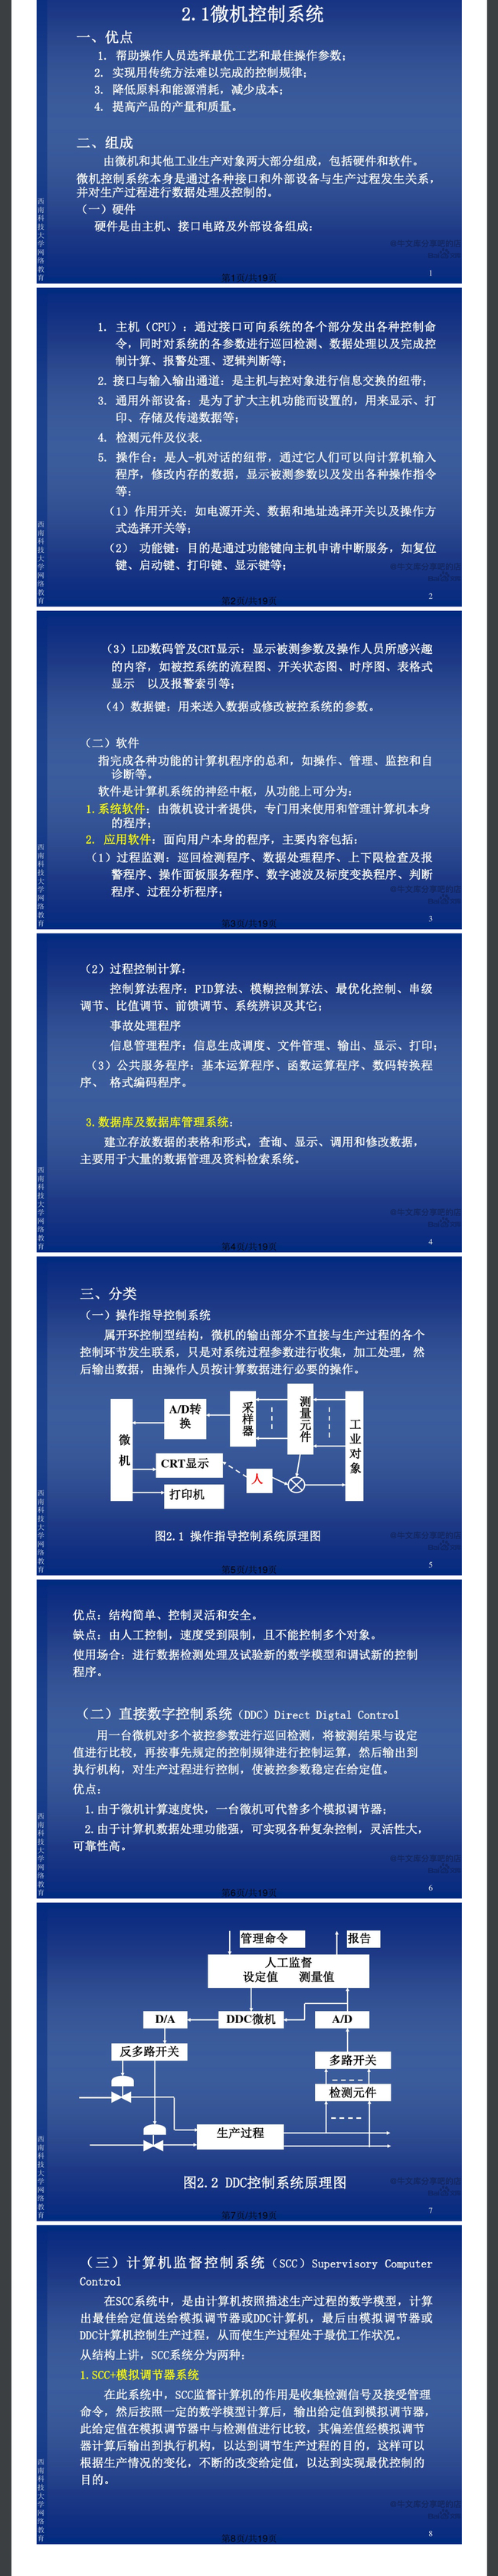 2.1微机控制系统
一、优点
1. 帮助操作人员选择最优工艺和最佳操作参数；
2. 实现用传统方法难以完成的控制规律；
3. 降低原料和能源消耗，减少成本；
4. 提高产品的产量和质量。
二、组成
由微机和其他工业生产对象两大部分组成，包括硬件和软件。
微机控制系统本身是通过各种接口和外部设备与生产过程发生关系，
并对生产过程进行数据处理及控制的。
（一）硬件
硬件是由主机、接口电路及外部设备组成：
西南科技大学网络教育
第1页/共19页
1
1. 主机（CPU）：通过接口可向系统的各个部分发出各种控制命
令，同时对系统的各参数进行巡回检测、数据处理以及完成控
制计算、报警处理、逻辑判断等；
2. 接口与输入输出通道：是主机与控对象进行信息交换的纽带；
3. 通用外部设备：是为了扩大主机功能而设置的，用来显示、打
印、存储及传递数据等；
4. 检测元件及仪表.
5. 操作台：是人-机对话的纽带，通过它人们可以向计算机输入
程序，修改内存的数据，显示被测参数以及发出各种操作指令
等：
（1）作用开关：如电源开关、数据和地址选择开关以及操作方
式选择开关等；
（2） 功能键：目的是通过功能键向主机申请中断服务，如复位
键、启动键、打印键、显示键等；
西南科技大学网络教育
第2页/共19页
2
（3）LED数码管及CRT显示：显示被测参数及操作人员所感兴趣
的内容，如被控系统的流程图、开关状态图、时序图、表格式
显示 以及报警索引等；
（4）数据键：用来送入数据或修改被控系统的参数。
（二）软件
指完成各种功能的计算机程序的总和，如操作、管理、监控和自
诊断等。
软件是计算机系统的神经中枢，从功能上可分为：
1.系统软件：由微机设计者提供，专门用来使用和管理计算机本身
的程序；
2. 应用软件：面向用户本身的程序，主要内容包括：
（1）过程监测：巡回检测程序、数据处理程序、上下限检查及报
警程序、操作面板服务程序、数字滤波及标度变换程序、判断
程序、过程分析程序；
西南科技大学网络教育
第3页/共19页
3
（2）过程控制计算：
控制算法程序：PID算法、模糊控制算法、最优化控制、串级
调节、比值调节、前馈调节、系统辨识及其它；
事故处理程序
信息管理程序：信息生成调度、文件管理、输出、显示、打印；
（3）公共服务程序：基本运算程序、函数运算程序、数码转换程
序、 格式编码程序。
3.数据库及数据库管理系统：
建立存放数据的表格和形式，查询、显示、调用和修改数据，
主要用于大量的数据管理及资料检索系统。
西南科技大学网络教育
第4页/共19页
4
三、分类
（一）操作指导控制系统
属开环控制型结构，微机的输出部分不直接与生产过程的各个
控制环节发生联系，只是对系统过程参数进行收集，加工处理，然
后输出数据，由操作人员按计算数据进行必要的操作。
微机
A/D转
换
采样器
测量元件
工业对象
CRT显示
人
打印机
图2.1 操作指导控制系统原理图
西南科技大学网络教育
第5页/共19页
5
优点：结构简单、控制灵活和安全。
缺点：由人工控制，速度受到限制，且不能控制多个对象。
使用场合：进行数据检测处理及试验新的数学模型和调试新的控制
程序。
（二）直接数字控制系统（DDC）Direct Digtal Control
用一台微机对多个被控参数进行巡回检测，将被测结果与设定
值进行比较，再按事先规定的控制规律进行控制运算，然后输出到
执行机构，对生产过程进行控制，使被控参数稳定在给定值。
优点：
1.由于微机计算速度快，一台微机可代替多个模拟调节器；
2.由于计算机数据处理功能强，可实现各种复杂控制，灵活性大，
可靠性高。
西南科技大学网络教育
第6页/共19页
6
管理命令
报告
人工监督
设定值 测量值
D/A
DDC微机
A/D
反多路开关
多路开关
检测元件
生产过程
图2.2 DDC控制系统原理图
西南科技大学网络教育
第7页/共19页
7
（三）计算机监督控制系统（SCC）Supervisory Computer
Control
在SCC系统中，是由计算机按照描述生产过程的数学模型，计算
出最佳给定值送给模拟调节器或DDC计算机，最后由模拟调节器或
DDC计算机控制生产过程，从而使生产过程处于最优工作状况。
从结构上讲，SCC系统分为两种：
1.SCC+模拟调节器系统
在此系统中，SCC监督计算机的作用是收集检测信号及接受管理
命令，然后按照一定的数学模型计算后，输出给定值到模拟调节器，
此给定值在模拟调节器中与检测值进行比较，其偏差值经模拟调节
器计算后输出到执行机构，以达到调节生产过程的目的，这样可以
根据生产情况的变化，不断的改变给定值，以达到实现最优控制的
目的。
西南科技大学网络教育
第8页/共19页
8